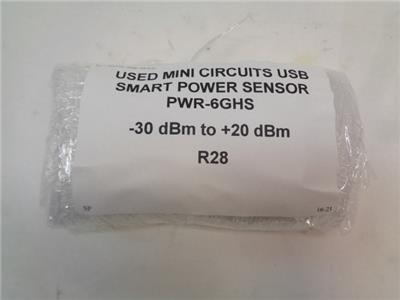 USED MINI CIRCUITS USB
SMART POWER SENSOR
PWR-6GHS
-30 dBm to +20 dBm
R28